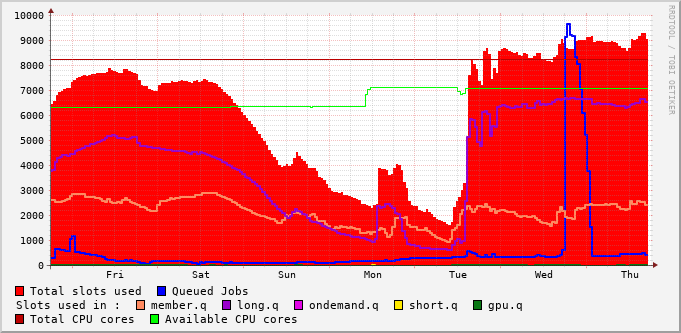 10000
9000
8000
7000
6000
5000
4000
3000
2000
1000
0
Fri Sat Sun Mon Tue Wed Thu
Total slots used Queued Jobs
Slots used in : member.q long.q ondemand.q short.q gpu.q
Total CPU cores Available CPU cores
RRDTOOL / TOBI OETIKER